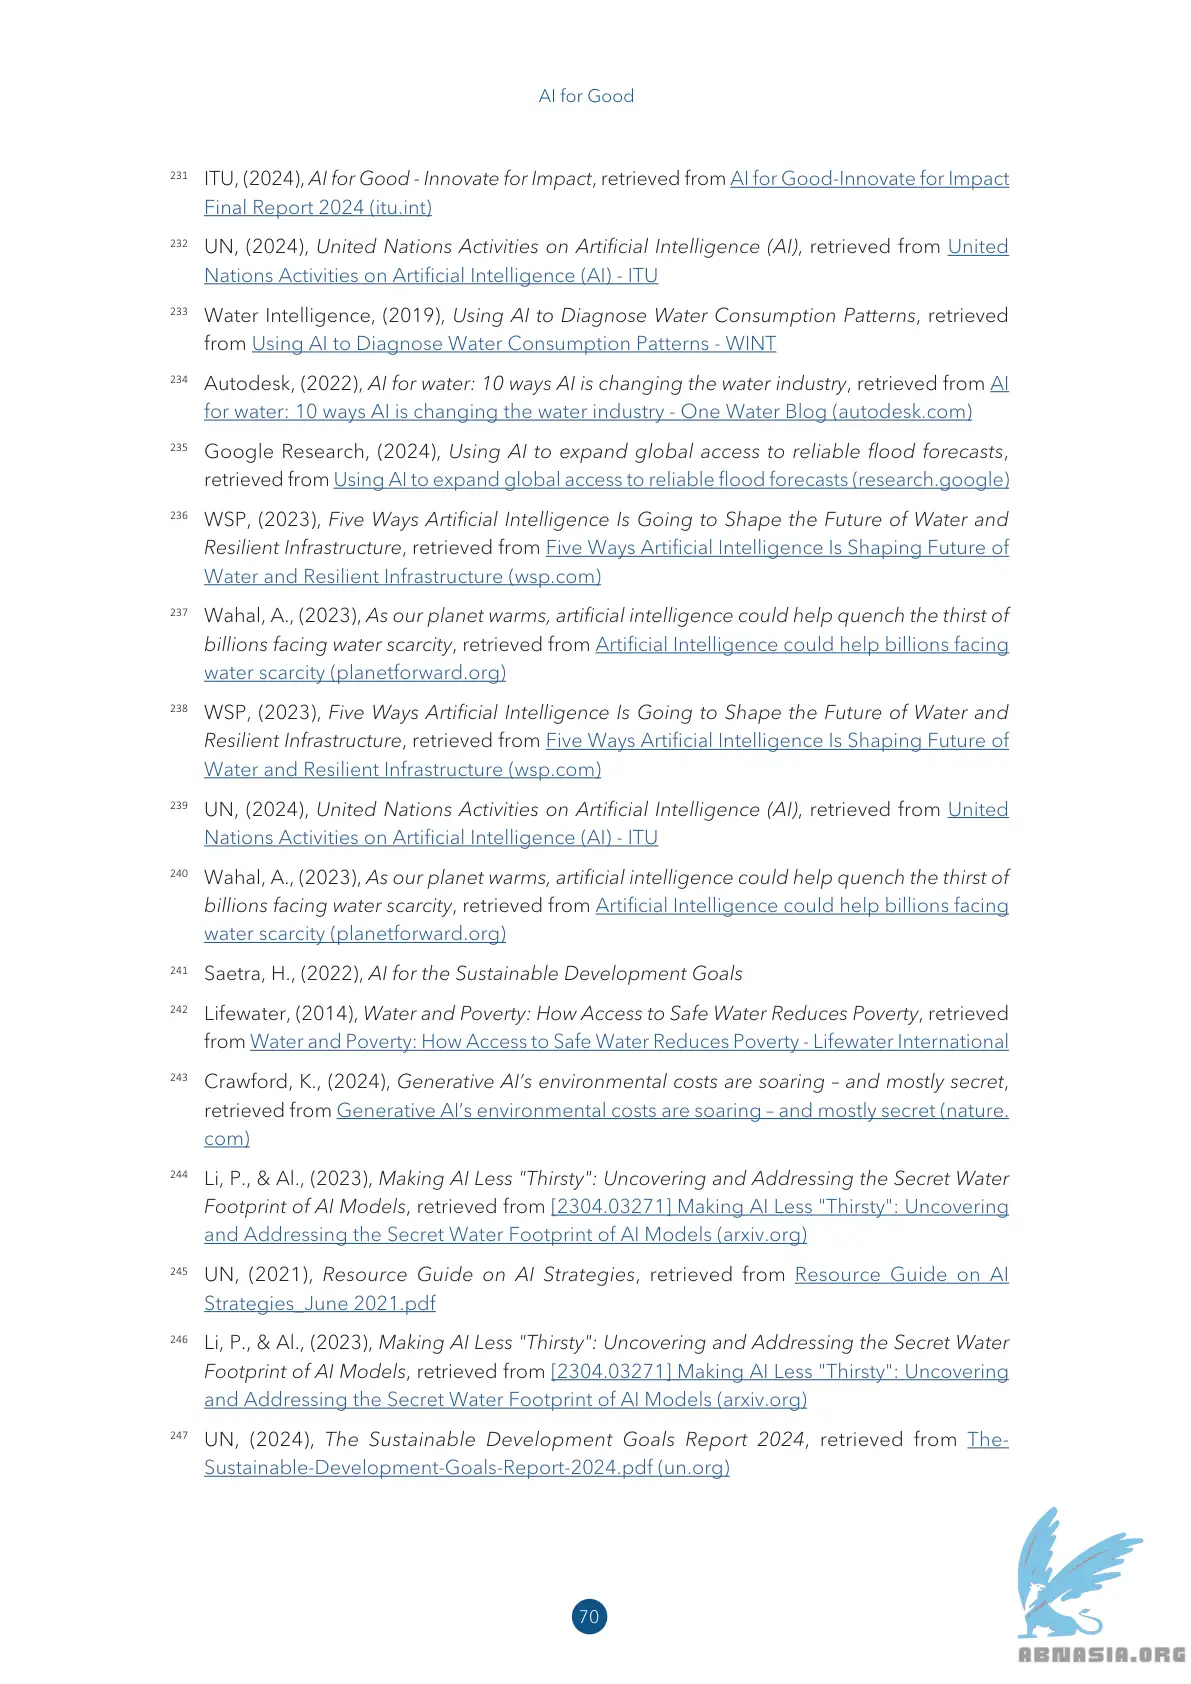 AI for Good
231 ITU, (2024), AI for Good - Innovate for Impact, retrieved from AI for Good-Innovate for Impact
Final Report 2024 (itu.int)
232 UN, (2024), United Nations Activities on Artificial Intelligence (AI), retrieved from United
Nations Activities on Artificial Intelligence (AI) - ITU
233 Water Intelligence, (2019), Using AI to Diagnose Water Consumption Patterns, retrieved
from Using AI to Diagnose Water Consumption Patterns - WINT
234 Autodesk, (2022), AI for water: 10 ways AI is changing the water industry, retrieved from AI
for water: 10 ways AI is changing the water industry - One Water Blog (autodesk.com)
235 Google Research, (2024), Using AI to expand global access to reliable flood forecasts,
retrieved from Using AI to expand global access to reliable flood forecasts (research.google)
236 WSP, (2023), Five Ways Artificial Intelligence Is Going to Shape the Future of Water and
Resilient Infrastructure, retrieved from Five Ways Artificial Intelligence Is Shaping Future of
Water and Resilient Infrastructure (wsp.com)
237 Wahal, A., (2023), As our planet warms, artificial intelligence could help quench the thirst of
billions facing water scarcity, retrieved from Artificial Intelligence could help billions facing
water scarcity (planetforward.org)
238 WSP, (2023), Five Ways Artificial Intelligence Is Going to Shape the Future of Water and
Resilient Infrastructure, retrieved from Five Ways Artificial Intelligence Is Shaping Future of
Water and Resilient Infrastructure (wsp.com)
239 UN, (2024), United Nations Activities on Artificial Intelligence (AI), retrieved from United
Nations Activities on Artificial Intelligence (AI) - ITU
240 Wahal, A., (2023), As our planet warms, artificial intelligence could help quench the thirst of
billions facing water scarcity, retrieved from Artificial Intelligence could help billions facing
water scarcity (planetforward.org)
241 Saetra, H., (2022), AI for the Sustainable Development Goals
242 Lifewater, (2014), Water and Poverty: How Access to Safe Water Reduces Poverty, retrieved
from Water and Poverty: How Access to Safe Water Reduces Poverty - Lifewater International
243 Crawford, K., (2024), Generative AI’s environmental costs are soaring – and mostly secret,
retrieved from Generative AI’s environmental costs are soaring – and mostly secret (nature.
com)
244 Li, P., & Al., (2023), Making AI Less "Thirsty": Uncovering and Addressing the Secret Water
Footprint of AI Models, retrieved from [2304.03271] Making AI Less "Thirsty": Uncovering
and Addressing the Secret Water Footprint of AI Models (arxiv.org)
245 UN, (2021), Resource Guide on AI Strategies, retrieved from Resource Guide on AI
Strategies_June 2021.pdf
246 Li, P., & Al., (2023), Making AI Less "Thirsty": Uncovering and Addressing the Secret Water
Footprint of AI Models, retrieved from [2304.03271] Making AI Less "Thirsty": Uncovering
and Addressing the Secret Water Footprint of AI Models (arxiv.org)
247 UN, (2024), The Sustainable Development Goals Report 2024, retrieved from The-
Sustainable-Development-Goals-Report-2024.pdf (un.org)
70
ABNASIA.ORG